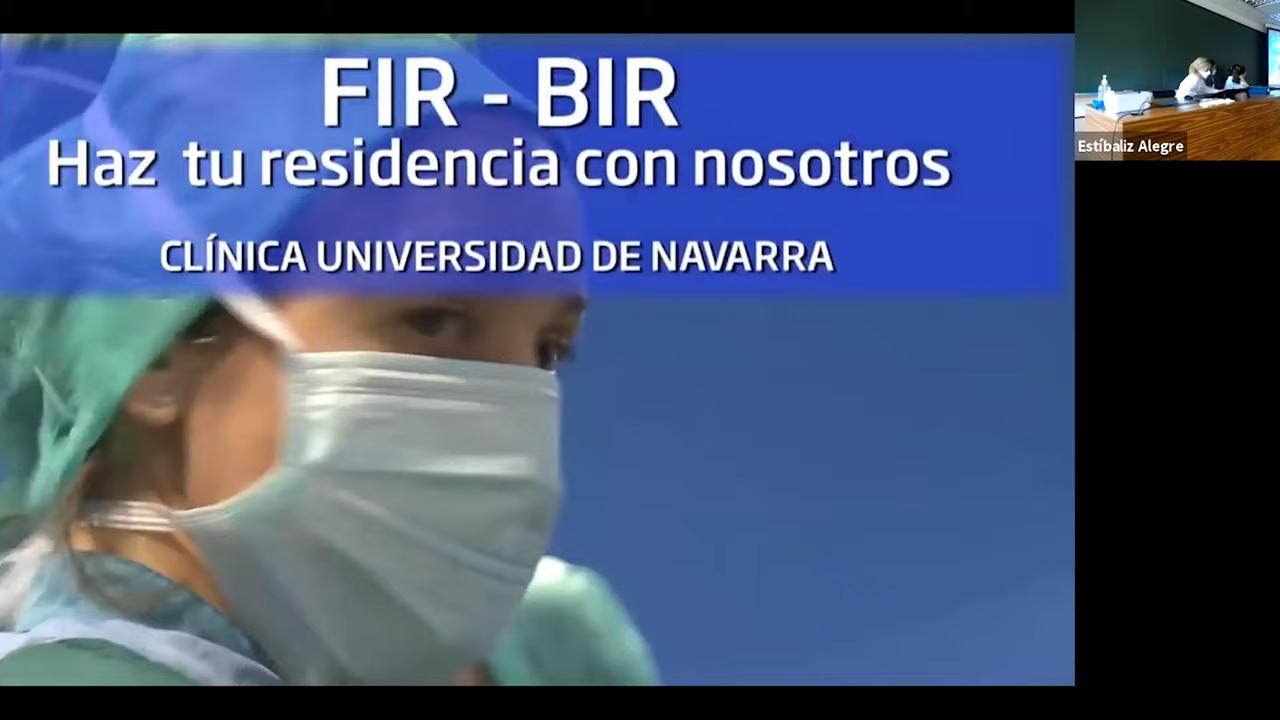 FIR - BIR
Haz tu residencia con nosotros
CLÍNICA UNIVERSIDAD DE NAVARRA
Estíbaliz Alegre